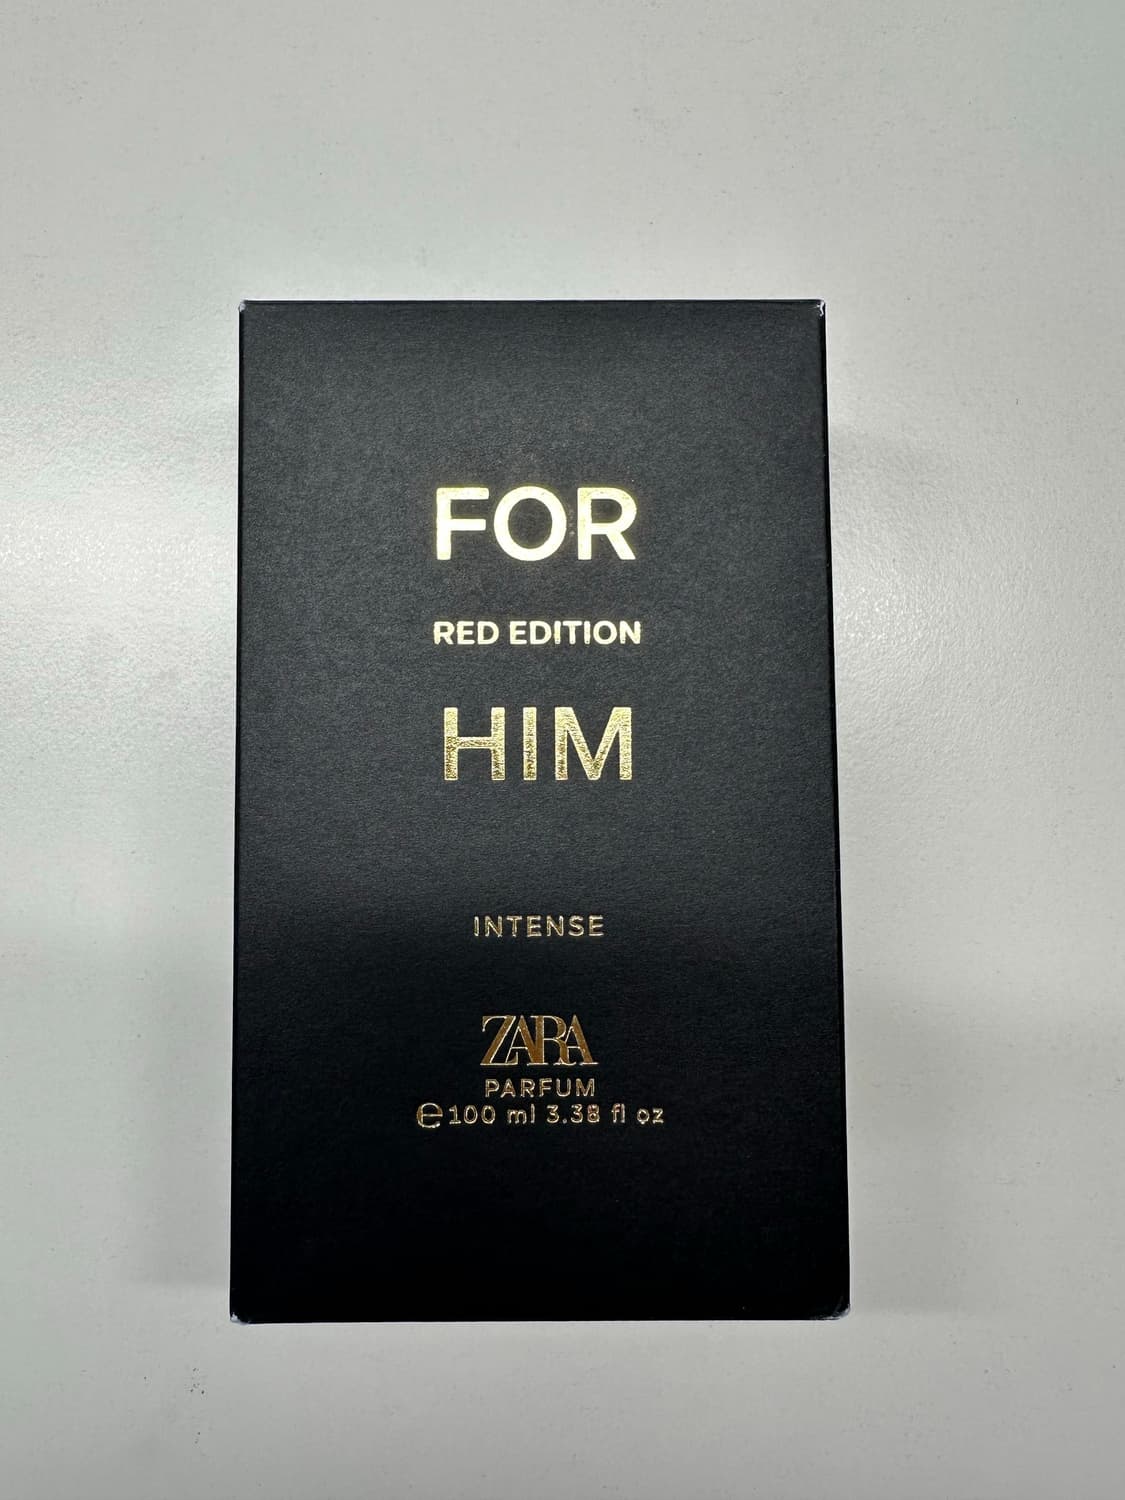 FOR
RED EDITION
HIM
INTENSE
ZARA
PARFUM
℮100 ml 3.38 fl oz